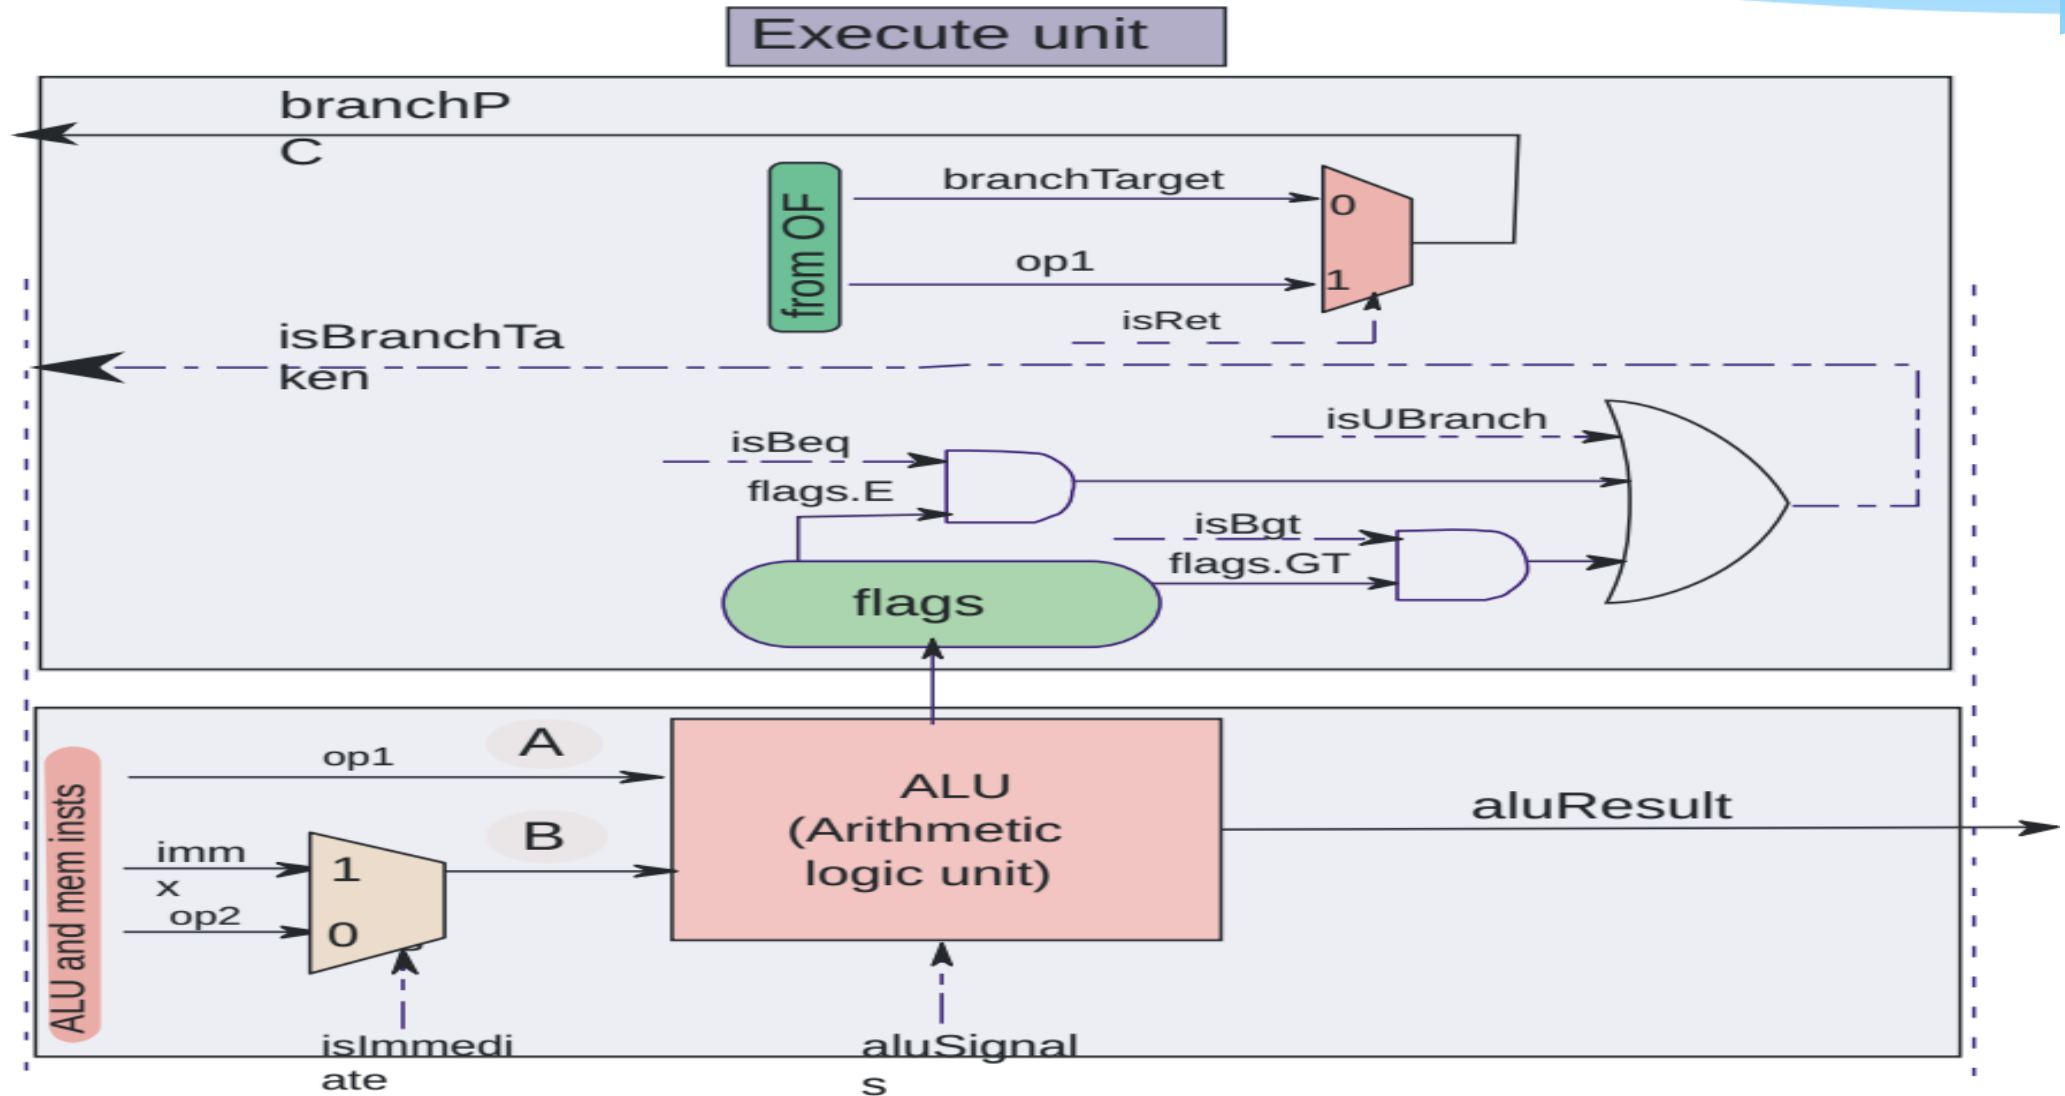 Execute unit
branchP
C
from OF
branchTarget
0
op1
1
isRet
isBranchTa
ken
isUBranch
isBeq
flags.E
isBgt
flags.GT
flags
ALU and mem insts
op1
A
imm
x
op2
1
0
B
ALU
(Arithmetic
logic unit)
aluResult
isImmedi
ate
aluSignal
s